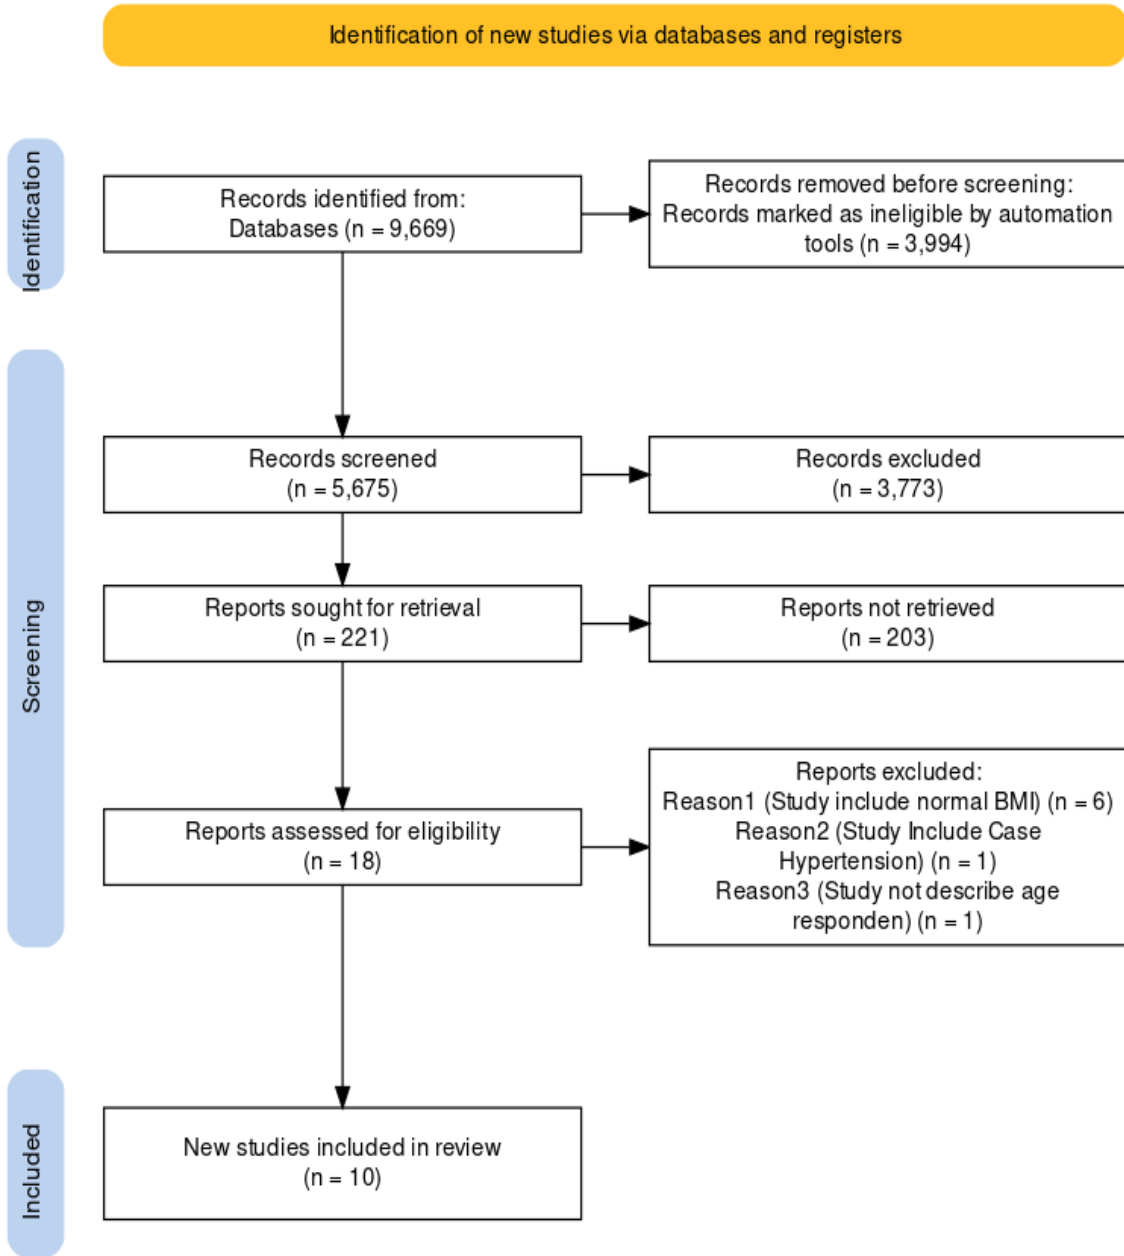 Identification of new studies via databases and registers
Identification
Records identified from:
Databases (n = 9,669)
Records removed before screening:
Records marked as ineligible by automation
tools (n = 3,994)
Screening
Records screened
(n = 5,675)
Records excluded
(n = 3,773)
Reports sought for retrieval
(n = 221)
Reports not retrieved
(n = 203)
Reports assessed for eligibility
(n = 18)
Reports excluded:
Reason1 (Study include normal BMI) (n = 6)
Reason2 (Study Include Case
Hypertension) (n = 1)
Reason3 (Study not describe age
responden) (n = 1)
Included
New studies included in review
(n = 10)